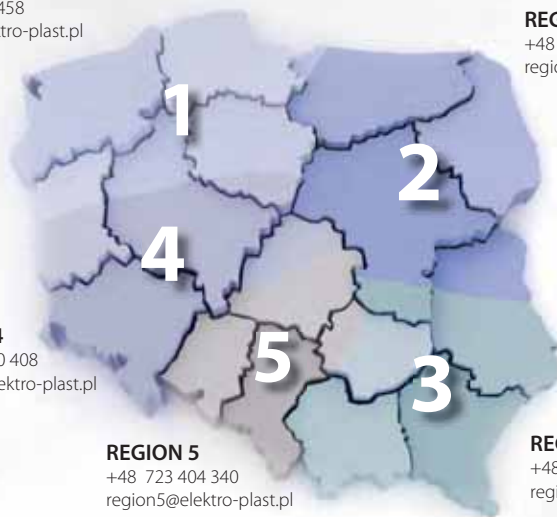 458
tro-plast.pl
REG
+48
regio
1
2
4
4
0 408
ektro-plast.pl
5
3
REGION 5
+48 723 404 340
region5@elektro-plast.pl
REG
+48
regi